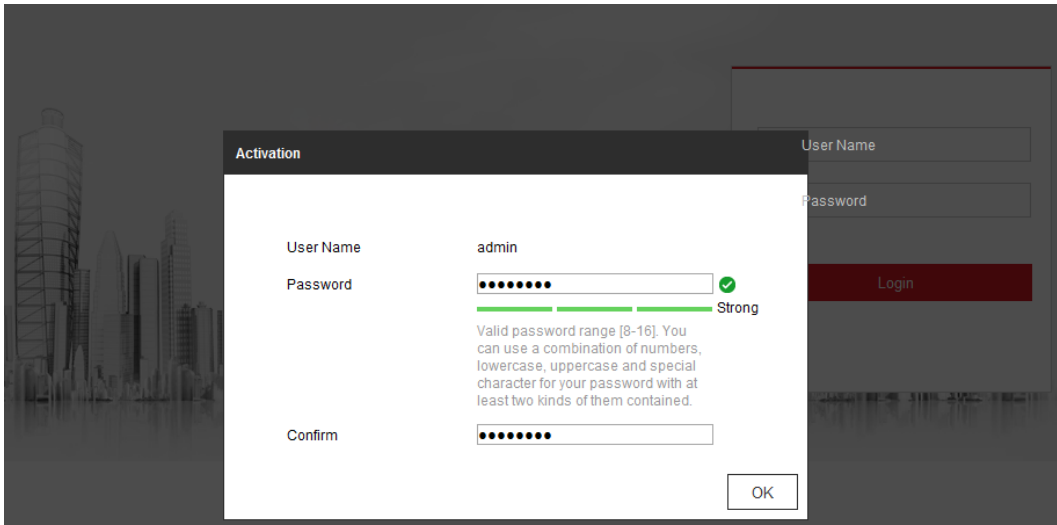 Activation
User Name
Password
Login
User Name admin
Password ●●●●●●●●
Strong
Valid password range [8-16]. You
can use a combination of numbers,
lowercase, uppercase and special
character for your password with at
least two kinds of them contained.
Confirm ●●●●●●●●
OK